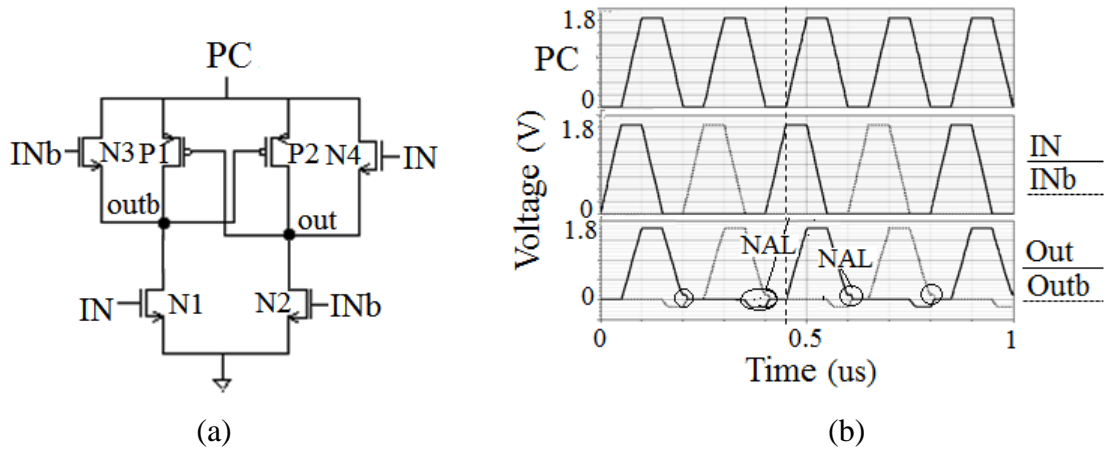 PC
INb
N3
P1
P2
N4
IN
outb
out
IN
N1
N2
INb
(a)
Voltage (V)
1.8
PC
0
1.8
0
IN
INb
1.8
NAL
NAL
0
Out
Outb
0
0.5
1
Time (us)
(b)